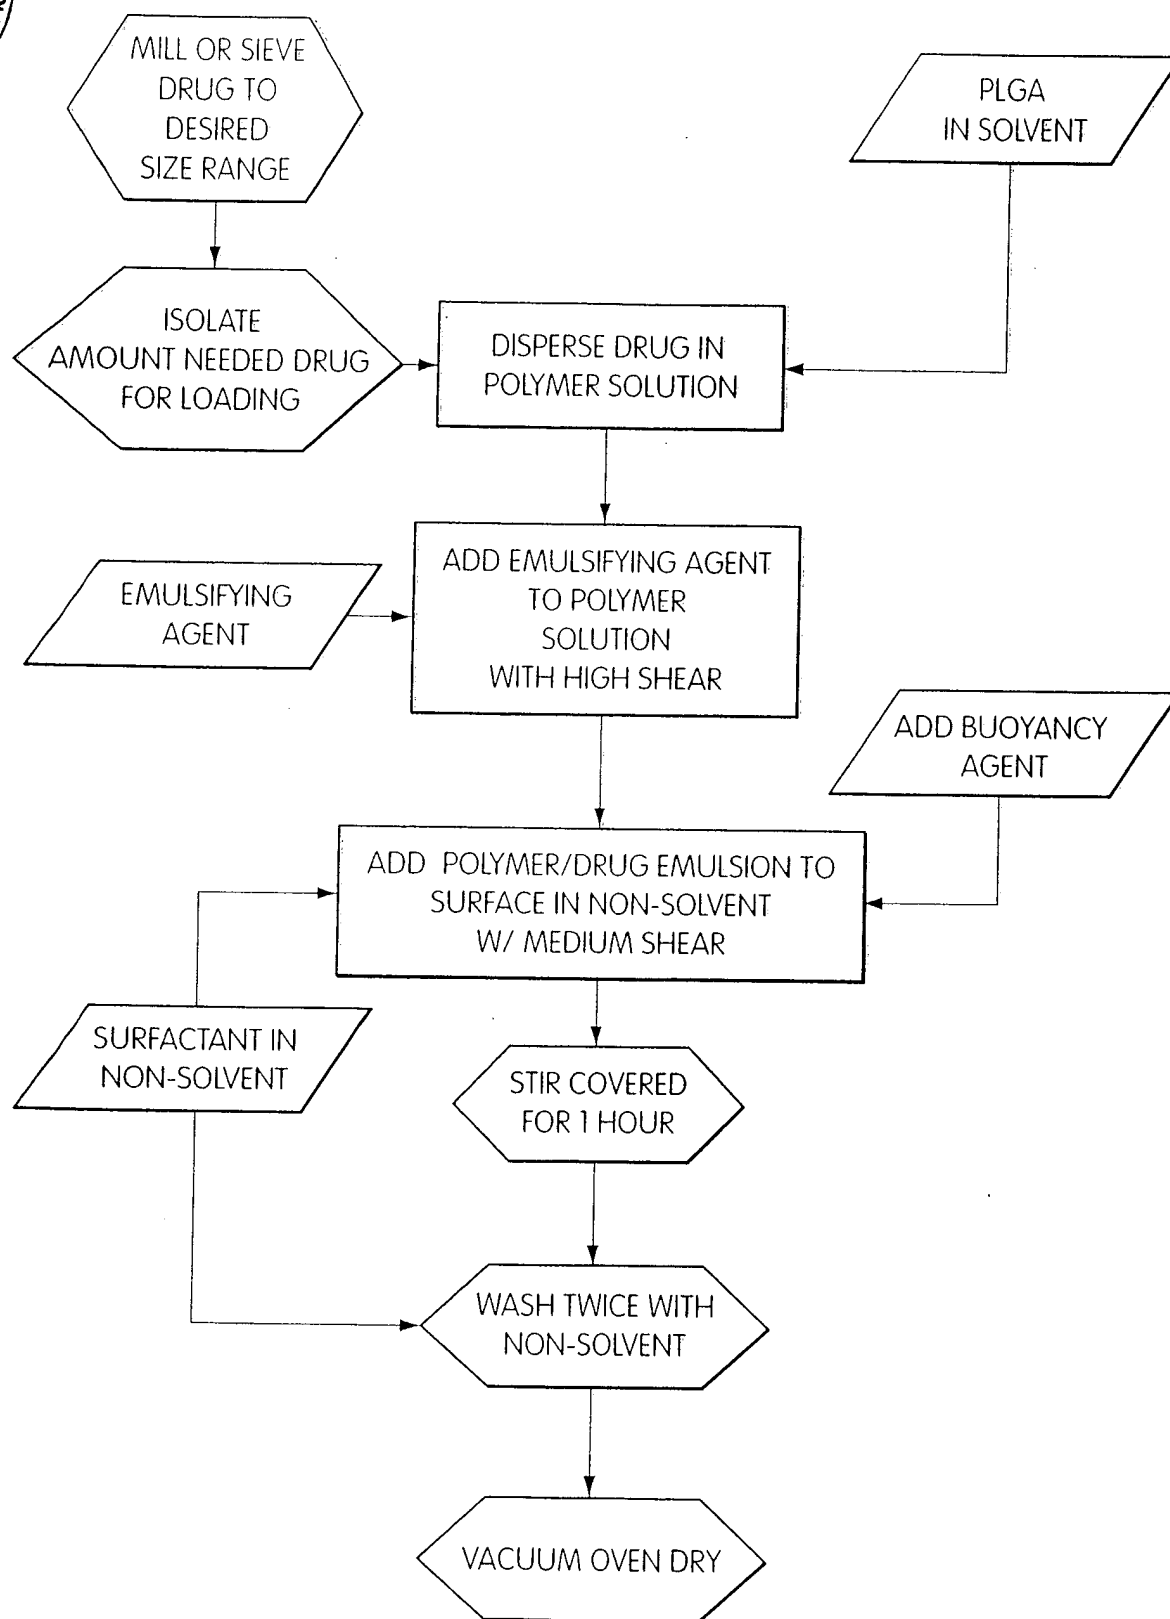 MILL OR SIEVE
DRUG TO
DESIRED
SIZE RANGE
PLGA
IN SOLVENT
ISOLATE
AMOUNT NEEDED DRUG
FOR LOADING
DISPERSE DRUG IN
POLYMER SOLUTION
ADD EMULSIFYING AGENT
TO POLYMER
SOLUTION
WITH HIGH SHEAR
EMULSIFYING
AGENT
ADD BUOYANCY
AGENT
ADD POLYMER/DRUG EMULSION TO
SURFACE IN NON-SOLVENT
W/ MEDIUM SHEAR
SURFACTANT IN
NON-SOLVENT
STIR COVERED
FOR 1 HOUR
WASH TWICE WITH
NON-SOLVENT
VACUUM OVEN DRY